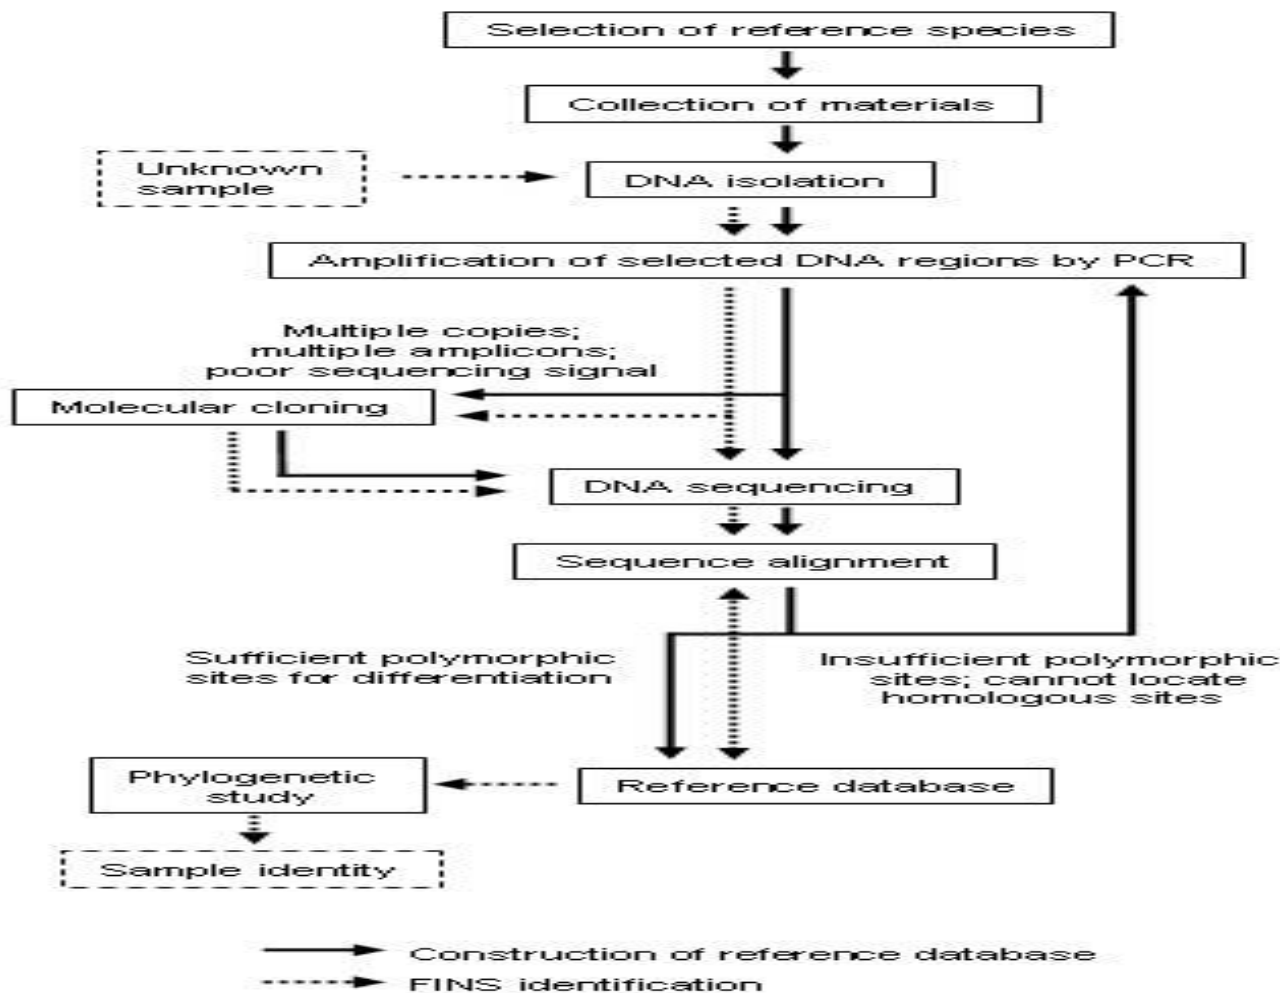 Selection of reference species
Collection of materials
Unknown
sample
DNA isolation
Amplification of selected DNA regions by PCR
Multiple copies;
multiple amplicons;
poor sequencing signal
Molecular cloning
DNA sequencing
Sequence alignment
Sufficient polymorphic
sites for differentiation
Insufficient polymorphic
sites; cannot locate
homologous sites
Phylogenetic
study
Reference database
Sample identity
Construction of reference database
FINS identification